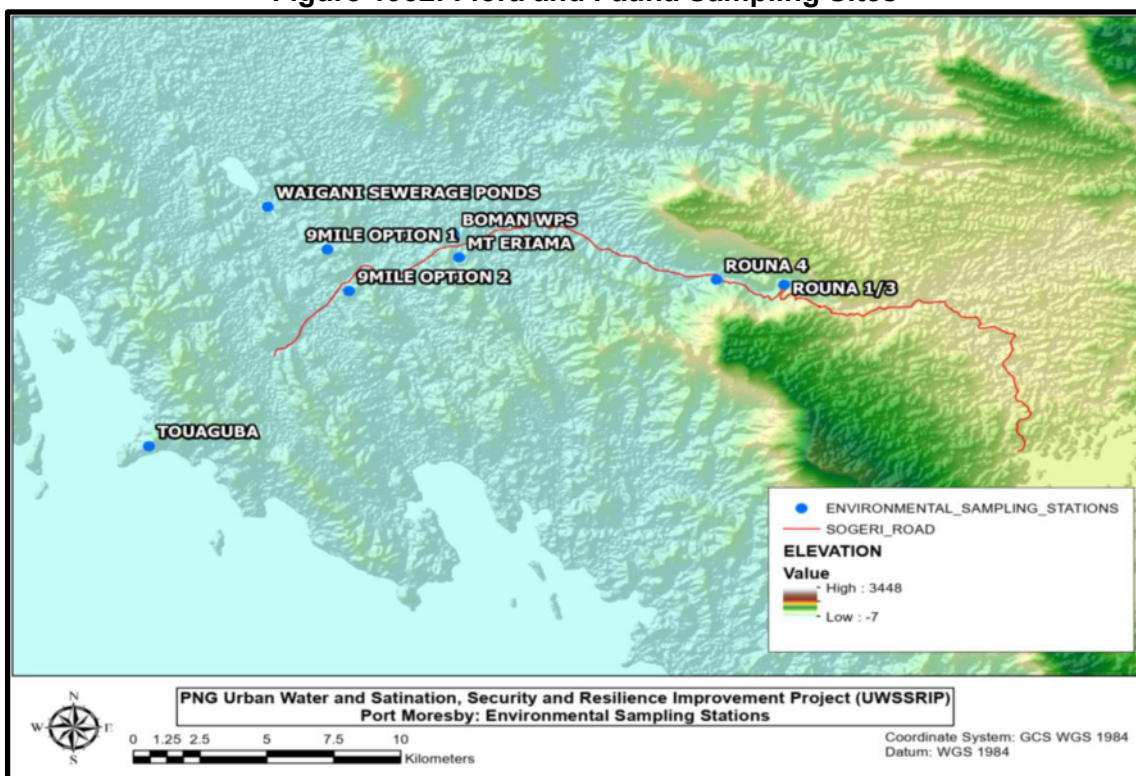 Flora and Fauna Sampling Sites
WAIGANI SEWERAGE PONDS
BOMAN WPS
9MILE OPTION 1
MT ERIAMA
9MILE OPTION 2
ROUNA 4
ROUNA 1/3
TOUAGUBA
ENVIRONMENTAL_SAMPLING_STATIONS
SOGERI_ROAD
ELEVATION
Value
High : 3448
Low : -7
N
W E
S
0 1.25 2.5 5 7.5 10
Kilometers
PNG Urban Water and Satination, Security and Resilience Improvement Project (UWSSRIP)
Port Moresby: Environmental Sampling Stations
Coordinate System: GCS WGS 1984
Datum: WGS 1984